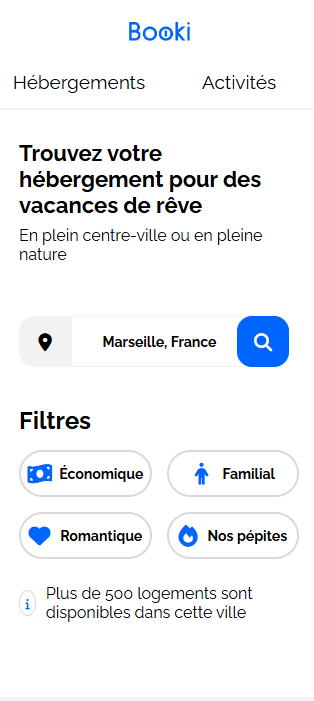 Booki
Hébergements Activités
Trouvez votre
hébergement pour des
vacances de rêve
En plein centre-ville ou en pleine
nature
Marseille, France
Filtres
Économique Familial
Romantique Nos pépites
i Plus de 500 logements sont
disponibles dans cette ville